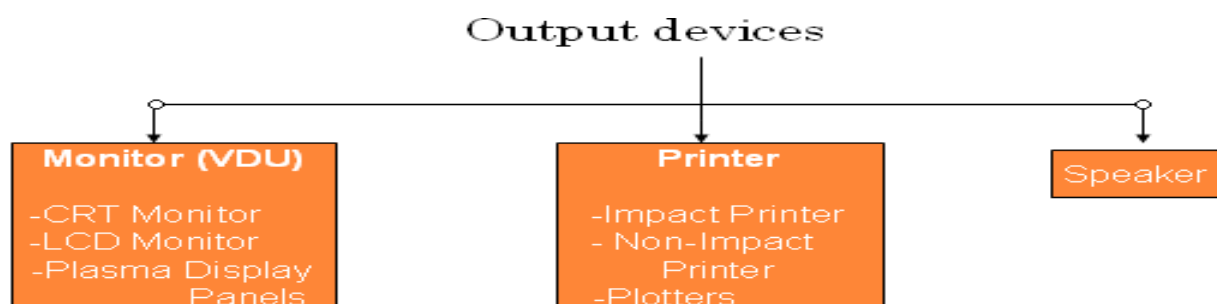 Output devices
Monitor (VDU)
-CRT Monitor
-LCD Monitor
-Plasma Display
Panels
Printer
-Impact Printer
- Non-Impact
Printer
-Plotters
Speaker